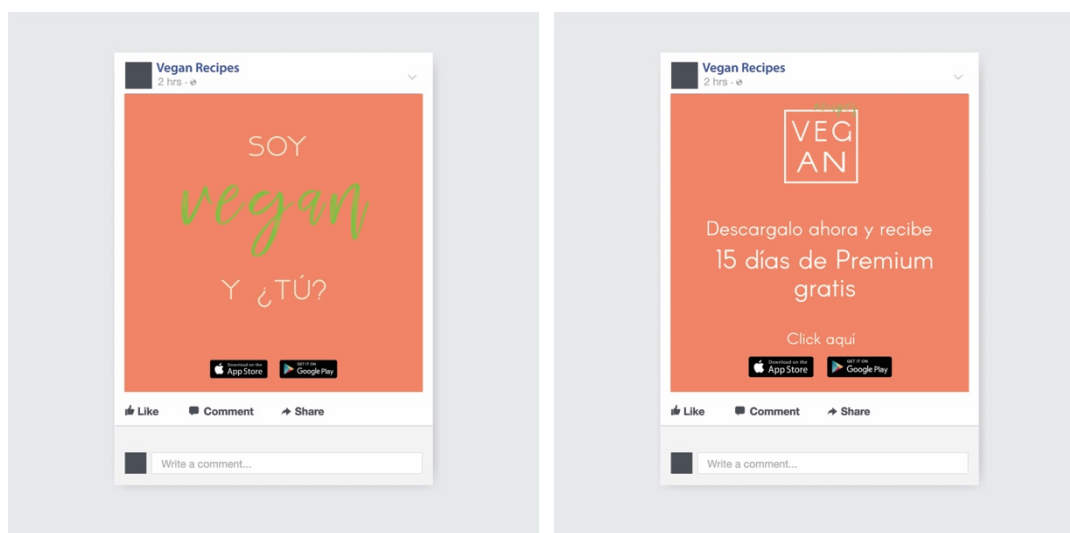 Vegan Recipes
2 hrs
SOY
vegan
Y ¿TÚ?
Download on the
App Store
GET IT ON
Google Play
Like Comment Share
Write a comment...
Vegan Recipes
2 hrs
VEG
AN
Descargalo ahora y recibe
15 días de Premium
gratis
Click aquí
Download on the
App Store
GET IT ON
Google Play
Like Comment Share
Write a comment...